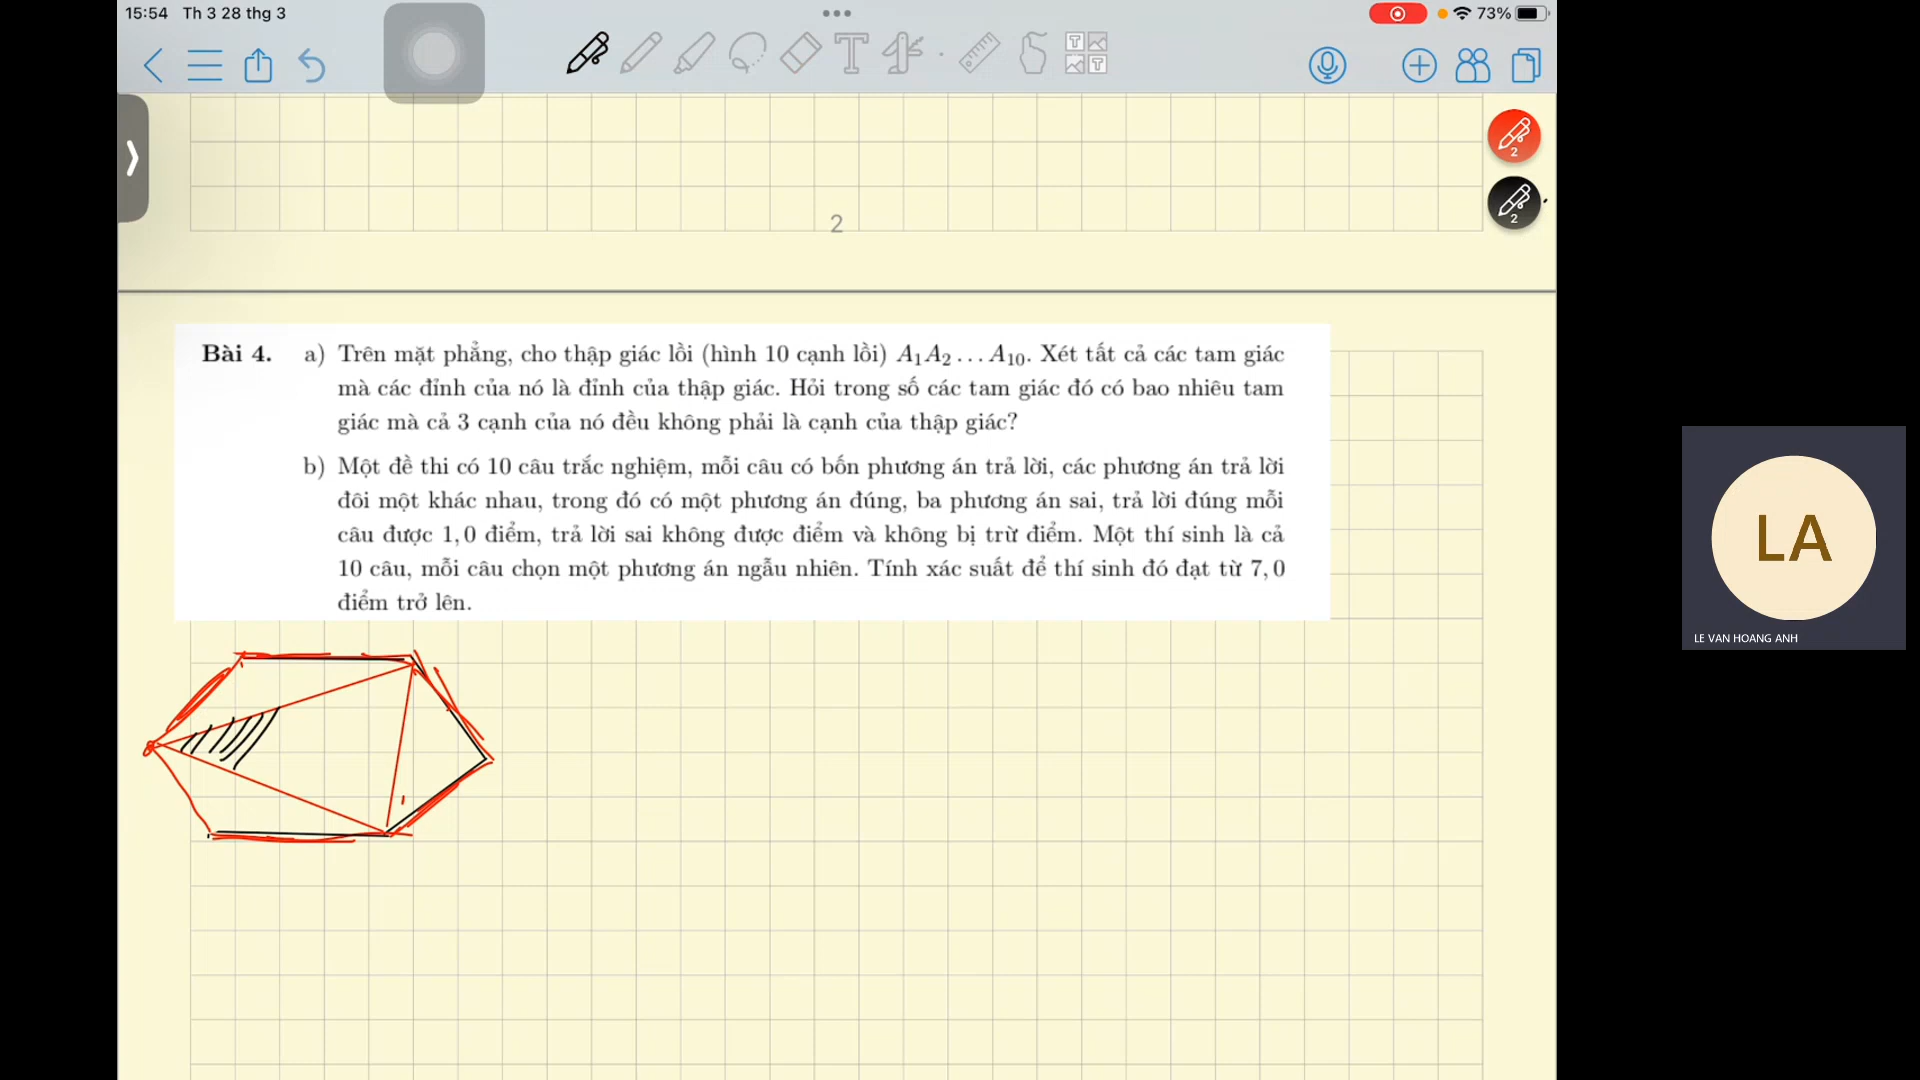 15:54 Th 3 28 thg 3
73%
T
2
2
2
Bài 4. a) Trên mặt phẳng, cho thập giác lồi (hình 10 cạnh lồi) A₁A₂...A₁₀. Xét tất cả các tam giác
mà các đỉnh của nó là đỉnh của thập giác. Hỏi trong số các tam giác đó có bao nhiêu tam
giác mà cả 3 cạnh của nó đều không phải là cạnh của thập giác?
b) Một đề thi có 10 câu trắc nghiệm, mỗi câu có bốn phương án trả lời, các phương án trả lời
đôi một khác nhau, trong đó có một phương án đúng, ba phương án sai, trả lời đúng mỗi
câu được 1,0 điểm, trả lời sai không được điểm và không bị trừ điểm. Một thí sinh là cả
10 câu, mỗi câu chọn một phương án ngẫu nhiên. Tính xác suất để thí sinh đó đạt từ 7,0
điểm trở lên.
LA
LE VAN HOANG ANH